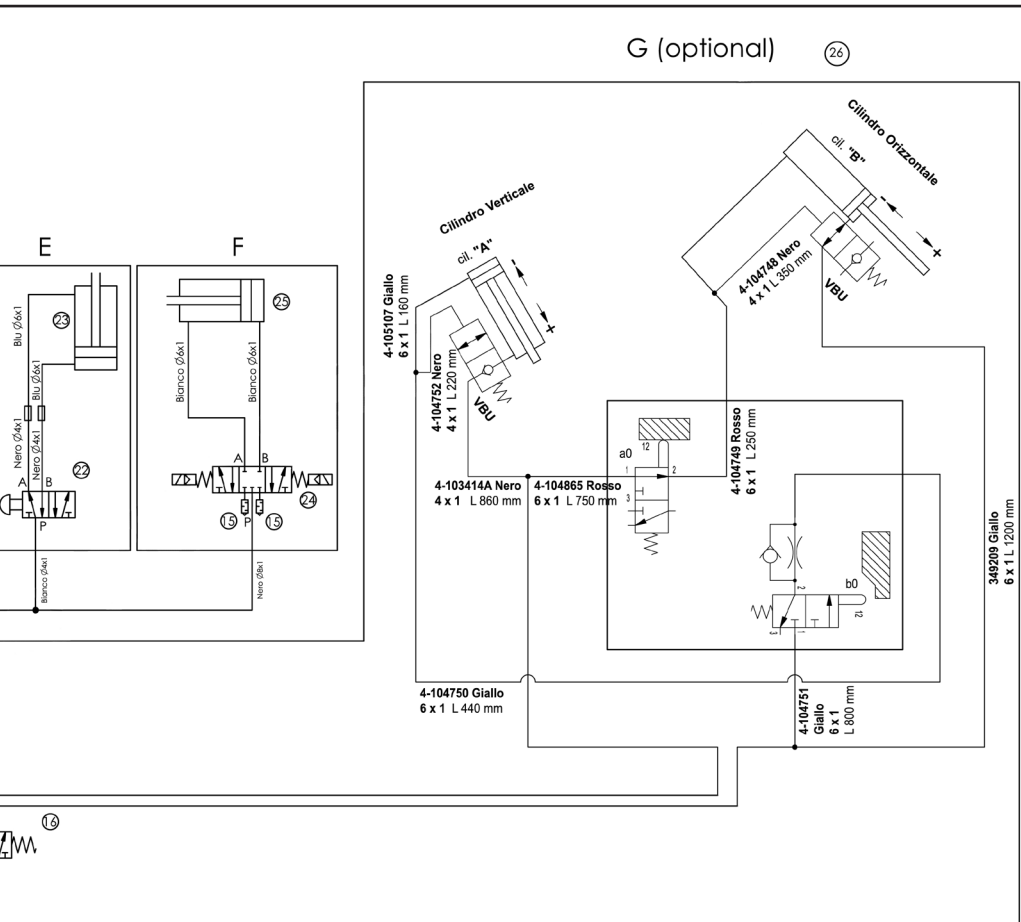 G (optional)
26
Cilindro Orizzontale
cil. "B"
-
+
4-104748 Nero
4 x 1 L 350 mm
VBU
Cilindro Verticale
cil. "A"
-
+
4-105107 Giallo
6 x 1 L 160 mm
4-104752 Nero
4 x 1 L 220 mm
VBU
E
23
Blu Ø6x1
Blu Ø6x1
Nero Ø4x1
Nero Ø4x1
22
A B
P
Bianco Ø4x1
F
25
Bianco Ø6x1
Bianco Ø6x1
A B
24
15 P 15
Nero Ø8x1
4-103414A Nero
4 x 1 L 860 mm
4-104865 Rosso
6 x 1 L 750 mm
a0
12
1 2
3
4-104749 Rosso
6 x 1 L 250 mm
b0
2
12
3 1
349209 Giallo
6 x 1 L 1200 mm
4-104750 Giallo
6 x 1 L 440 mm
4-104751
Giallo
6 x 1
L 800 mm
16